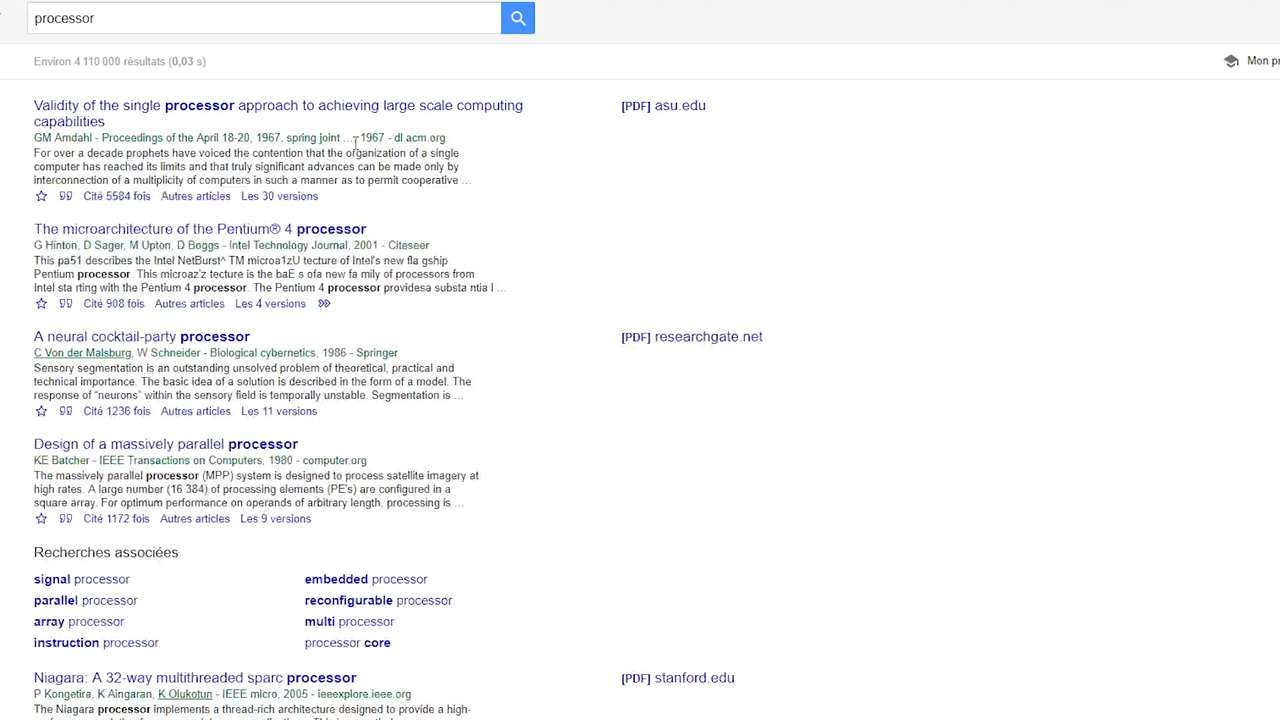 processor
Environ 4 110 000 résultats (0,03 s)
Mon pr
Validity of the single processor approach to achieving large scale computing
capabilities
[PDF] asu.edu
GM Amdahl - Proceedings of the April 18-20, 1967, spring joint …, 1967 - dl.acm.org
For over a decade prophets have voiced the contention that the organization of a single
computer has reached its limits and that truly significant advances can be made only by
interconnection of a multiplicity of computers in such a manner as to permit cooperative …
Cité 5584 fois Autres articles Les 30 versions
The microarchitecture of the Pentium® 4 processor
G Hinton, D Sager, M Upton, D Boggs - Intel Technology Journal, 2001 - Citeseer
This pa51 describes the Intel NetBurst^ TM microa1zU tecture of Intel's new fla gship
Pentium processor. This microaz'z tecture is the baE s ofa new fa mily of processors from
Intel sta rting with the Pentium 4 processor. The Pentium 4 processor providesa substa ntia l …
Cité 908 fois Autres articles Les 4 versions
A neural cocktail-party processor
[PDF] researchgate.net
C Von der Malsburg, W Schneider - Biological cybernetics, 1986 - Springer
Sensory segmentation is an outstanding unsolved problem of theoretical, practical and
technical importance. The basic idea of a solution is described in the form of a model. The
response of “neurons” within the sensory field is temporally unstable. Segmentation is …
Cité 1236 fois Autres articles Les 11 versions
Design of a massively parallel processor
KE Batcher - IEEE Transactions on Computers, 1980 - computer.org
The massively parallel processor (MPP) system is designed to process satellite imagery at
high rates. A large number (16 384) of processing elements (PE's) are configured in a
square array. For optimum performance on operands of arbitrary length, processing is …
Cité 1172 fois Autres articles Les 9 versions
Recherches associées
signal processor
embedded processor
parallel processor
reconfigurable processor
array processor
multi processor
instruction processor
processor core
Niagara: A 32-way multithreaded sparc processor
[PDF] stanford.edu
P Kongetira, K Aingaran, K Olukotun - IEEE micro, 2005 - ieeexplore.ieee.org
The Niagara processor implements a thread-rich architecture designed to provide a high-